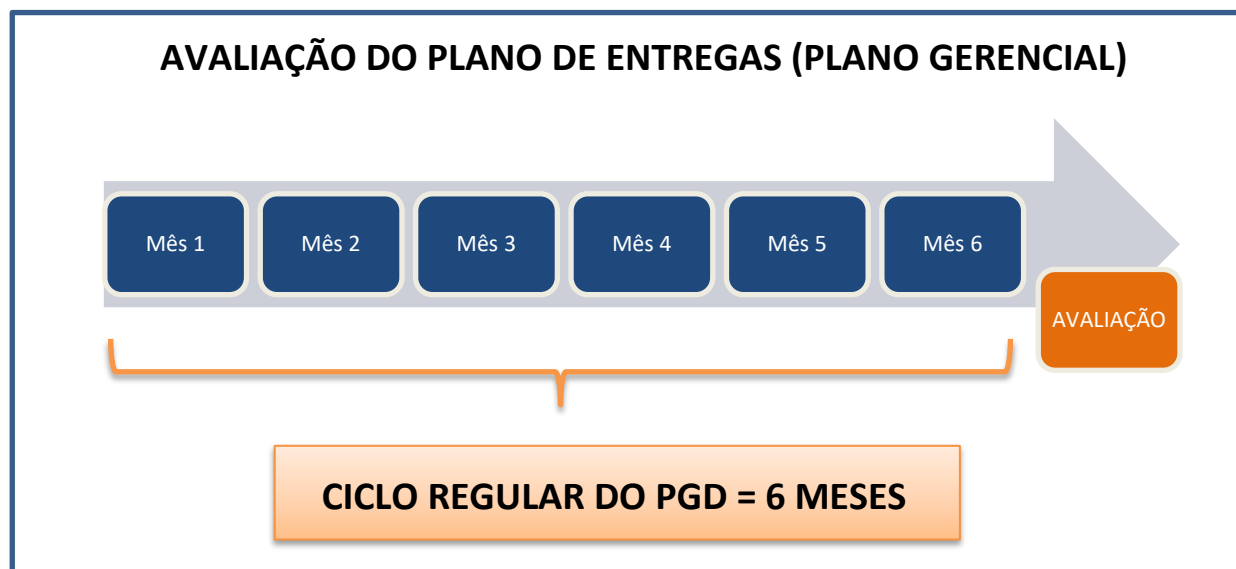 AVALIAÇÃO DO PLANO DE ENTREGAS (PLANO GERENCIAL)
Mês 1
Mês 2
Mês 3
Mês 4
Mês 5
Mês 6
AVALIAÇÃO
CICLO REGULAR DO PGD = 6 MESES